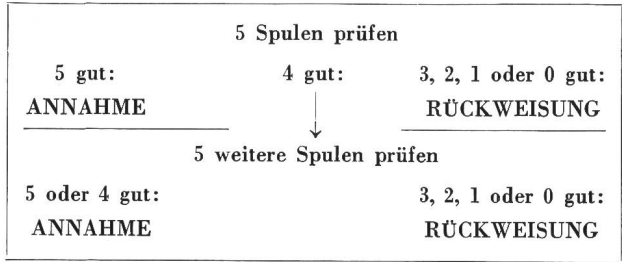 5 Spulen prüfen
5 gut: 4 gut: 3, 2, 1 oder 0 gut:
ANNAHME RÜCKWEISUNG
5 weitere Spulen prüfen
5 oder 4 gut: 3, 2, 1 oder 0 gut:
ANNAHME RÜCKWEISUNG